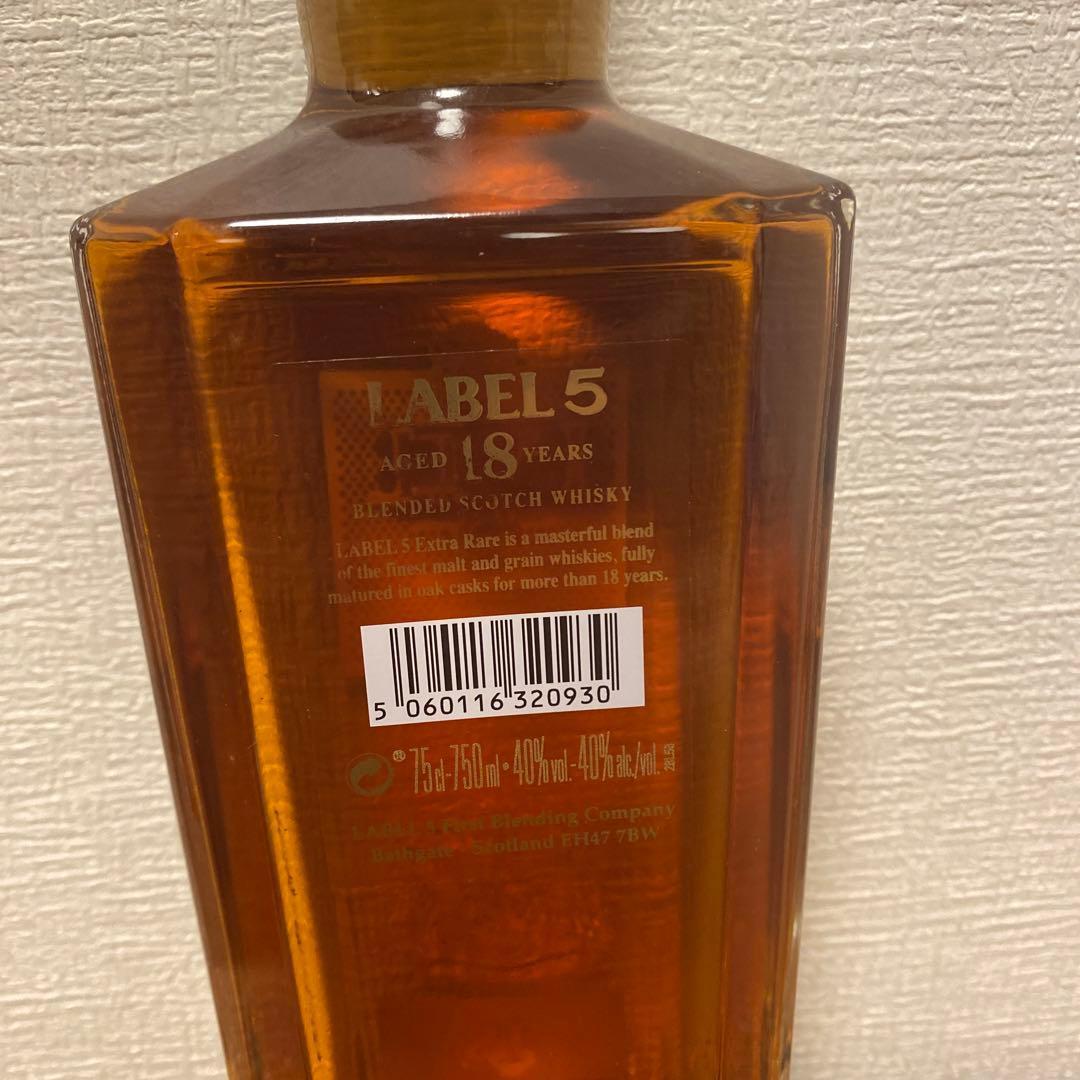 LABEL 5
AGED 18 YEARS
BLENDED SCOTCH WHISKY
LABEL 5 Extra Rare is a masterful blend
of the finest malt and grain whiskies, fully
matured in oak casks for more than 18 years.
5 060116 320930
® 75cl-750ml • 40%vol.-40%alc./vol.
LABEL 5 First Blending Company
Bathgate - Scotland EH47 7BW